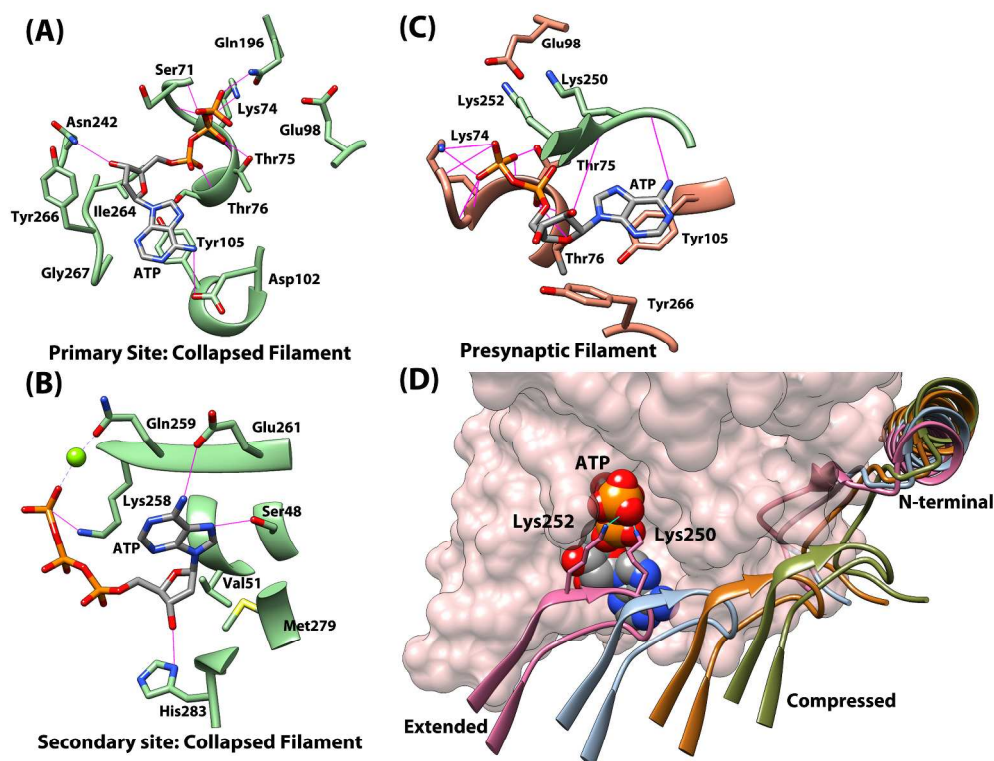 (A)
Gln196
Ser71
Lys74
Glu98
Asn242
Thr75
Thr76
Ile264
Tyr266
Tyr105
Gly267
ATP
Asp102
Primary Site: Collapsed Filament
(B)
Gln259
Glu261
Lys258
Ser48
ATP
Val51
Met279
His283
Secondary site: Collapsed Filament
(C)
Glu98
Lys250
Lys252
Lys74
Thr75
ATP
Thr76
Tyr105
Tyr266
Presynaptic Filament
(D)
ATP
N-terminal
Lys252
Lys250
Compressed
Extended